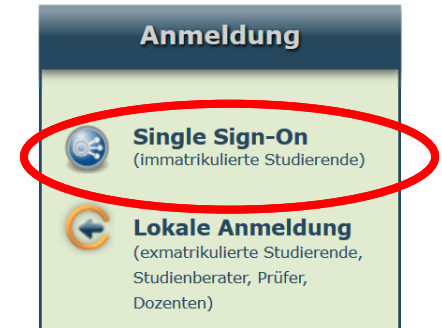 Anmeldung
Single Sign-On
(immatrikulierte Studierende)
Lokale Anmeldung
(exmatrikulierte Studierende,
Studienberater, Prüfer,
Dozenten)